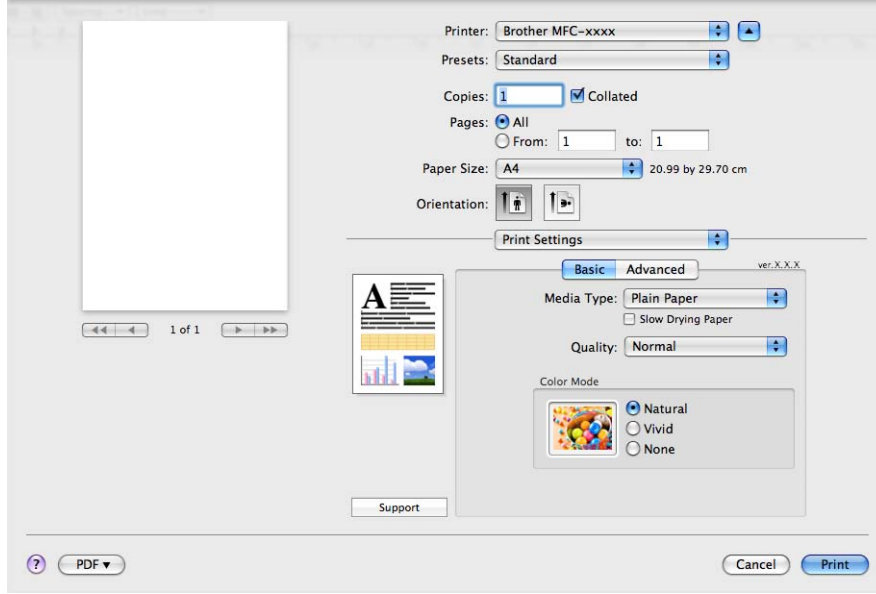 Printer: Brother MFC-xxxx
Presets: Standard
Copies: 1 Collated
Pages: All
From: 1 to: 1
Paper Size: A4 20.99 by 29.70 cm
Orientation:
Print Settings
Basic Advanced ver.X.X.X
Media Type: Plain Paper
Slow Drying Paper
Quality: Normal
Color Mode
Natural
Vivid
None
A
1 of 1
Support
? PDF▼ Cancel Print